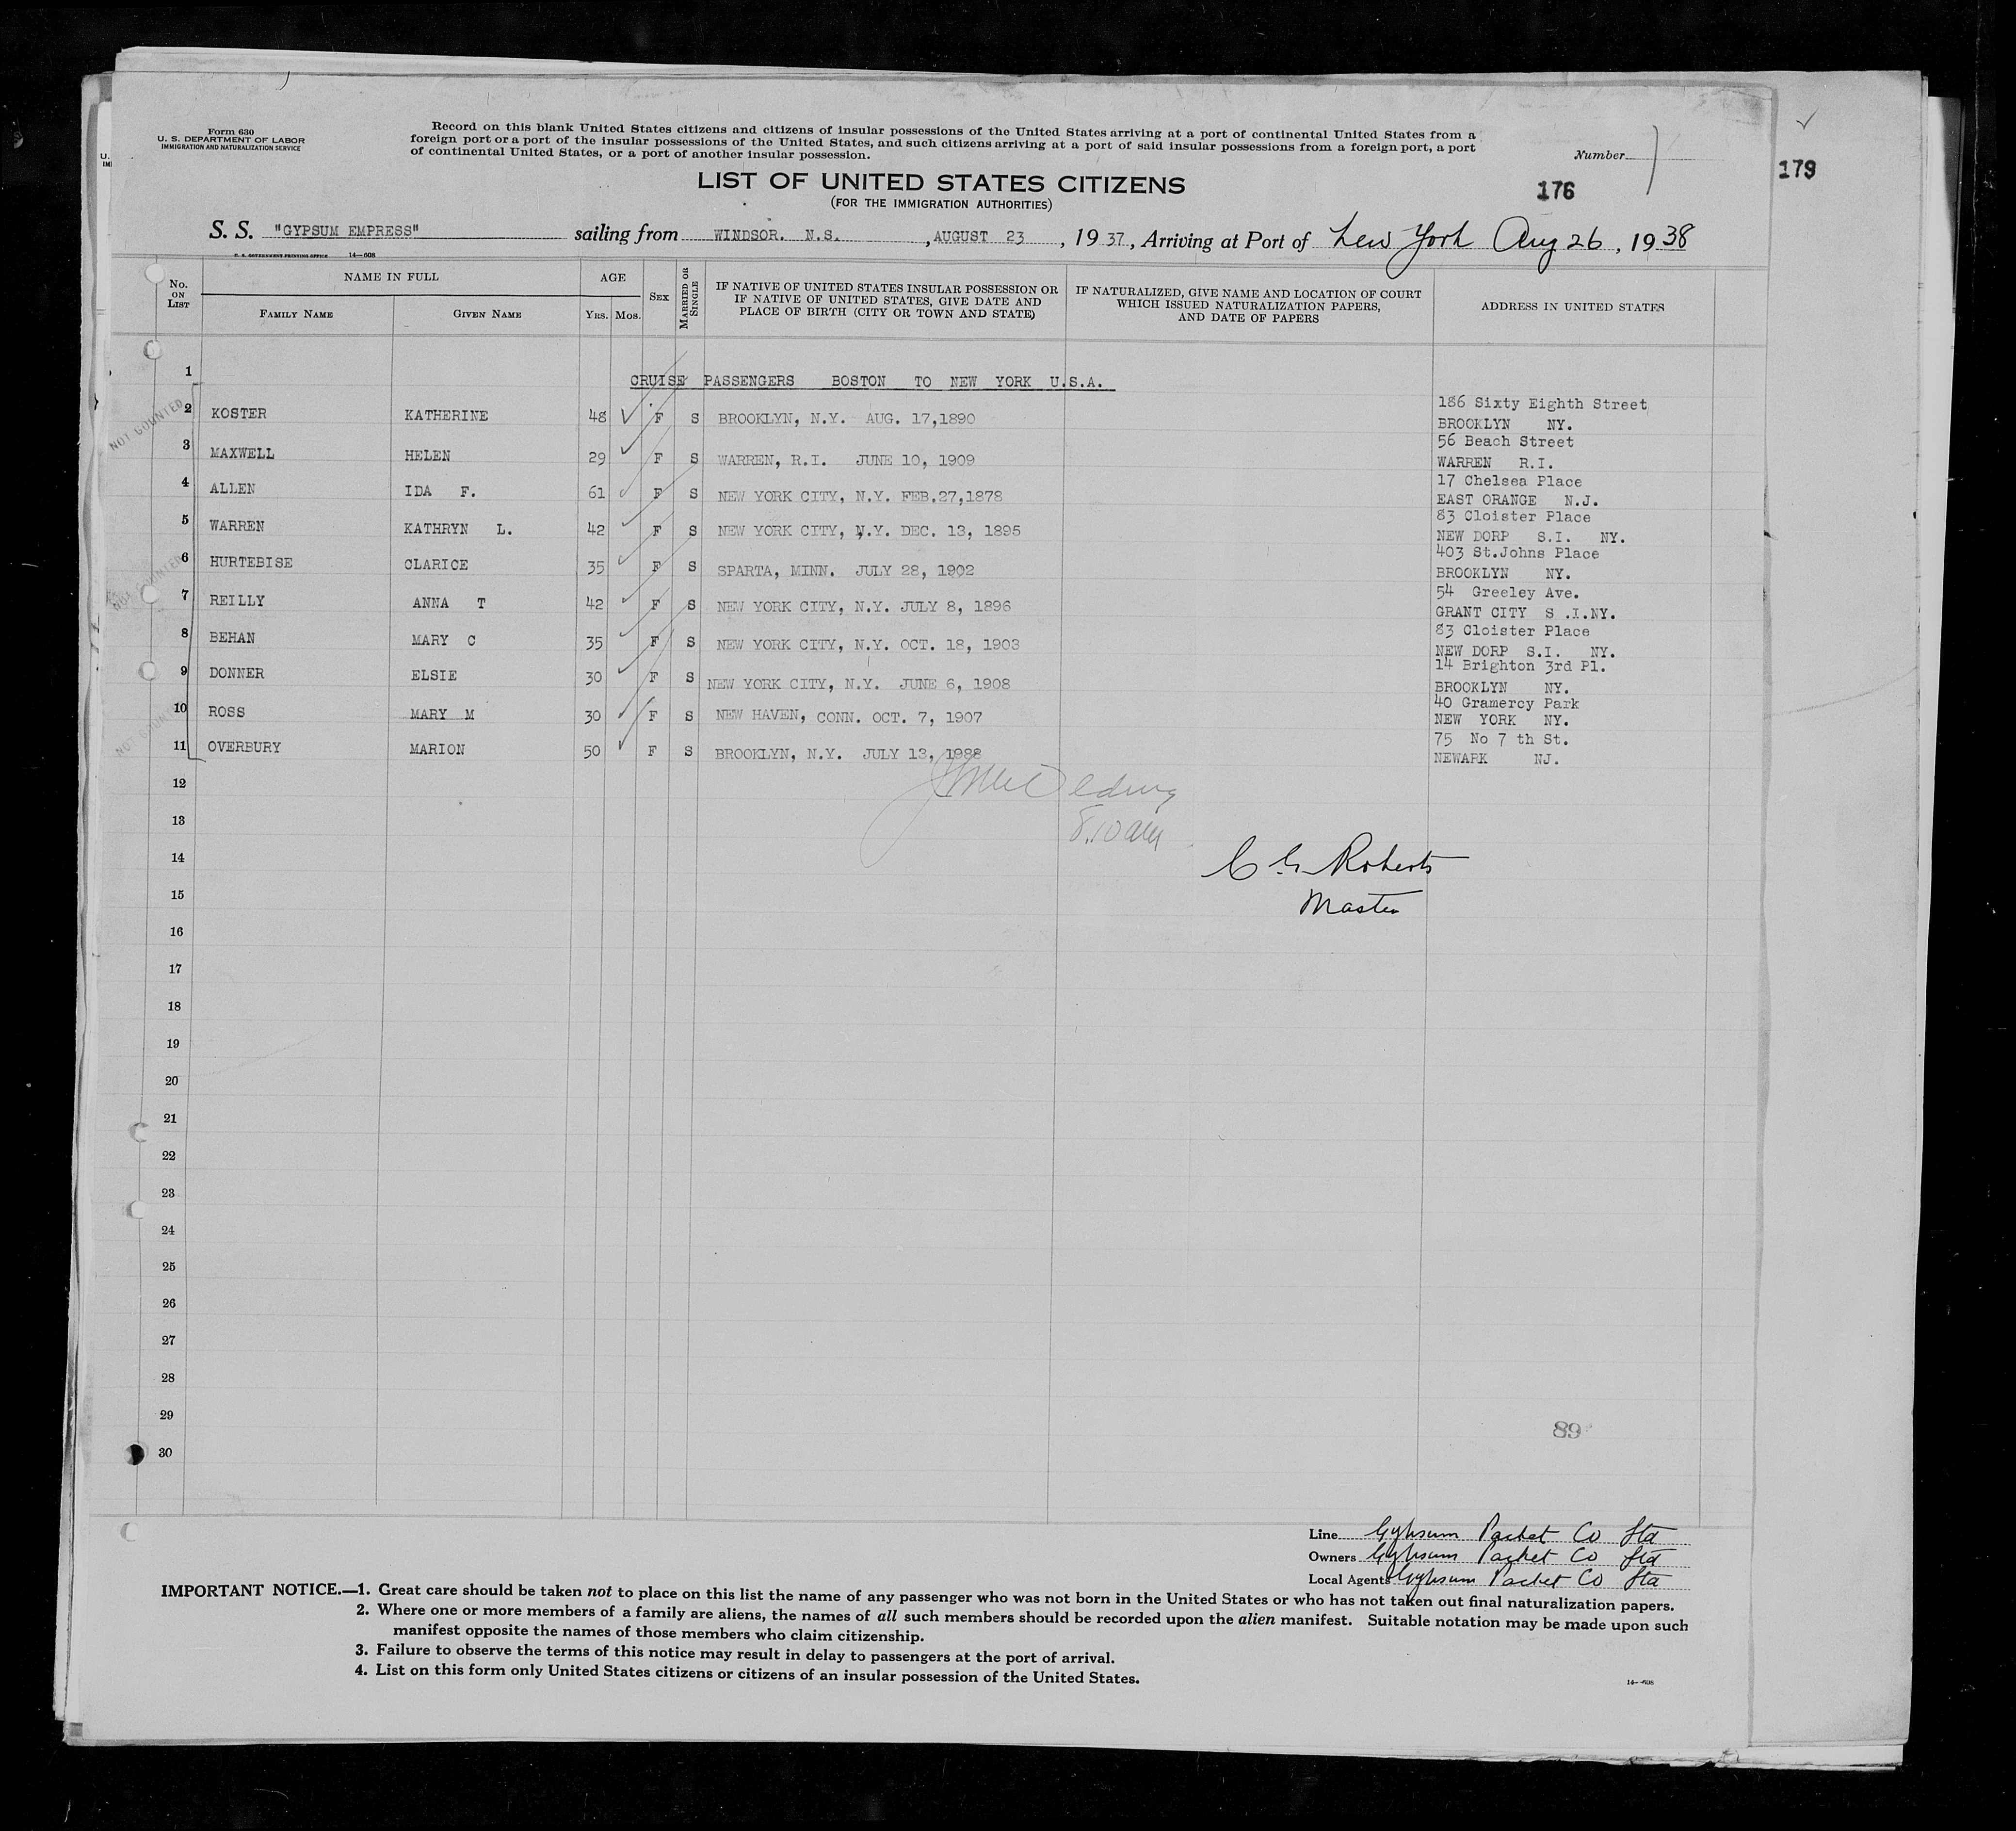 Form 630
U. S. DEPARTMENT OF LABOR
IMMIGRATION AND NATURALIZATION SERVICE
Record on this blank United States citizens and citizens of insular possessions of the United States arriving at a port of continental United States from a
foreign port or a port of the insular possessions of the United States, and such citizens arriving at a port of said insular possessions from a foreign port, a port
of continental United States, or a port of another insular possession.
Number
179
LIST OF UNITED STATES CITIZENS
176
(FOR THE IMMIGRATION AUTHORITIES)
S. S. "GYPSUM EMPRESS" sailing from WINDSOR. N.S. , AUGUST 23 , 1937, Arriving at Port of New York Aug 26, 1938
U. S. GOVERNMENT PRINTING OFFICE 14—608
No. ON LIST
NAME IN FULL
FAMILY NAME
GIVEN NAME
AGE
YRS. MOS.
SEX
MARRIED OR SINGLE
IF NATIVE OF UNITED STATES INSULAR POSSESSION OR
IF NATIVE OF UNITED STATES, GIVE DATE AND
PLACE OF BIRTH (CITY OR TOWN AND STATE)
IF NATURALIZED, GIVE NAME AND LOCATION OF COURT
WHICH ISSUED NATURALIZATION PAPERS,
AND DATE OF PAPERS
ADDRESS IN UNITED STATES
1 CRUISE PASSENGERS BOSTON TO NEW YORK U.S.A.
NOT COUNTED
2 KOSTER KATHERINE 48 F S BROOKLYN, N.Y. AUG. 17,1890 186 Sixty Eighth Street
BROOKLYN NY.
3 MAXWELL HELEN 29 F S WARREN, R.I. JUNE 10, 1909 56 Beach Street
WARREN R.I.
4 ALLEN IDA F. 61 F S NEW YORK CITY, N.Y. FEB.27,1878 17 Chelsea Place
EAST ORANGE N.J.
5 WARREN KATHRYN L. 42 F S NEW YORK CITY, N.Y. DEC. 13, 1895 83 Cloister Place
NEW DORP S.I. NY.
NOT COUNTED
6 HURTEBISE CLARICE 35 F S SPARTA, MINN. JULY 28, 1902 403 St.Johns Place
BROOKLYN NY.
7 REILLY ANNA T 42 F S NEW YORK CITY, N.Y. JULY 8, 1896 54 Greeley Ave.
GRANT CITY S .I.NY.
8 BEHAN MARY C 35 F S NEW YORK CITY, N.Y. OCT. 18, 1903 83 Cloister Place
NEW DORP S.I. NY.
9 DONNER ELSIE 30 F S NEW YORK CITY, N.Y. JUNE 6, 1908 14 Brighton 3rd Pl.
BROOKLYN NY.
NOT COUNTED
10 ROSS MARY M 30 F S NEW HAVEN, CONN. OCT. 7, 1907 40 Gramercy Park
NEW YORK NY.
11 OVERBURY MARION 50 F S BROOKLYN, N.Y. JULY 13, 1988 75 No 7 th St.
NEWARK NJ.
12
13 8.10 am
14 C G Roberts
15 Master
16
17
18
19
20
21
22
23
24
25
26
27
28
29
89
30
Line Gypsum Packet Co Ltd
Owners Gypsum Packet Co Ltd
Local Agents Gypsum Packet Co Ltd
IMPORTANT NOTICE.—1. Great care should be taken not to place on this list the name of any passenger who was not born in the United States or who has not taken out final naturalization papers.
2. Where one or more members of a family are aliens, the names of all such members should be recorded upon the alien manifest. Suitable notation may be made upon such
manifest opposite the names of those members who claim citizenship.
3. Failure to observe the terms of this notice may result in delay to passengers at the port of arrival.
4. List on this form only United States citizens or citizens of an insular possession of the United States.
14—608